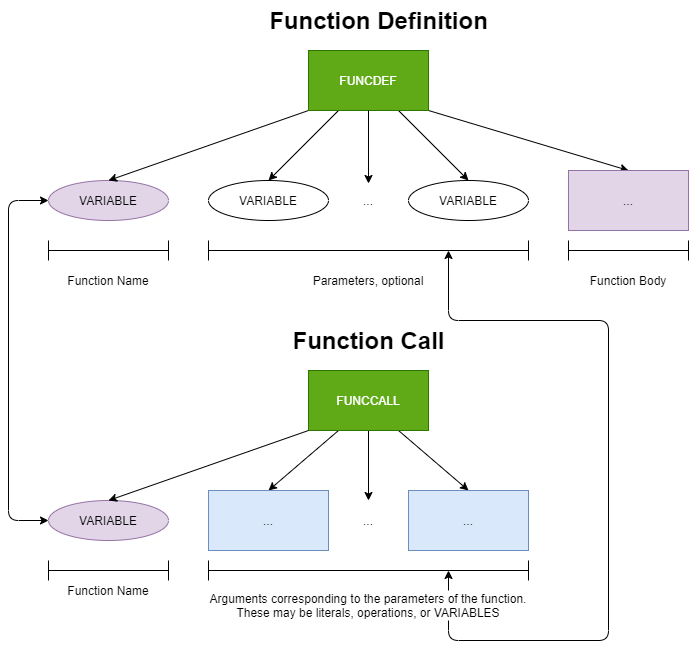 Function Definition
FUNCDEF
VARIABLE
VARIABLE
...
VARIABLE
...
Function Name
Parameters, optional
Function Body
Function Call
FUNCCALL
VARIABLE
...
...
...
Function Name
Arguments corresponding to the parameters of the function.
These may be literals, operations, or VARIABLES